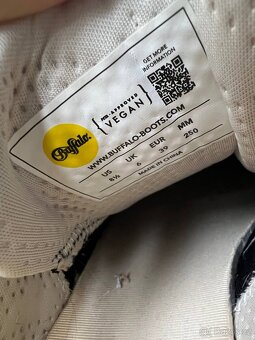 GET MORE
INFORMATION
PETA-APPROVED
VEGAN
Buffalo
WWW.BUFFALO-BOOTS.COM
US UK EUR MM
8½ 6 39 250
MADE IN CHINA